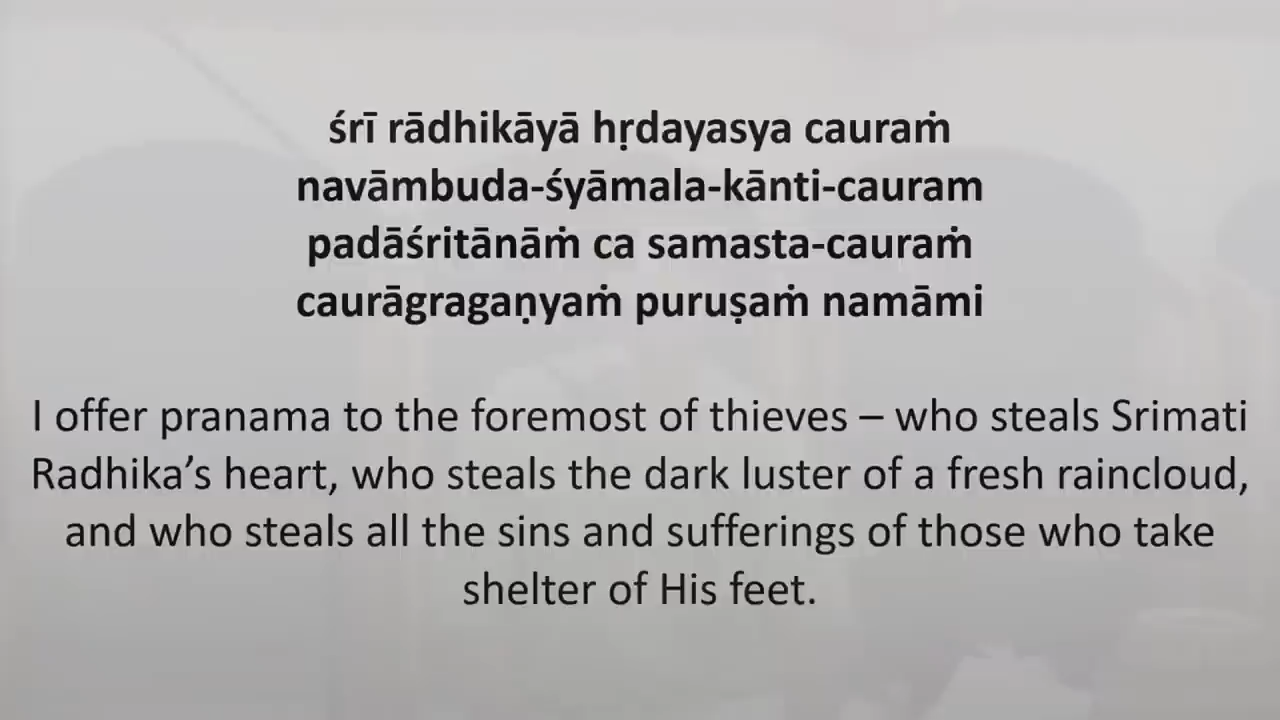 śrī rādhikāyā hṛdayasya cauraṁ
navāmbuda-śyāmala-kānti-cauram
padāśritānāṁ ca samasta-cauraṁ
caurāgragaṇyaṁ puruṣaṁ namāmi
I offer pranama to the foremost of thieves – who steals Srimati
Radhika’s heart, who steals the dark luster of a fresh raincloud,
and who steals all the sins and sufferings of those who take
shelter of His feet.